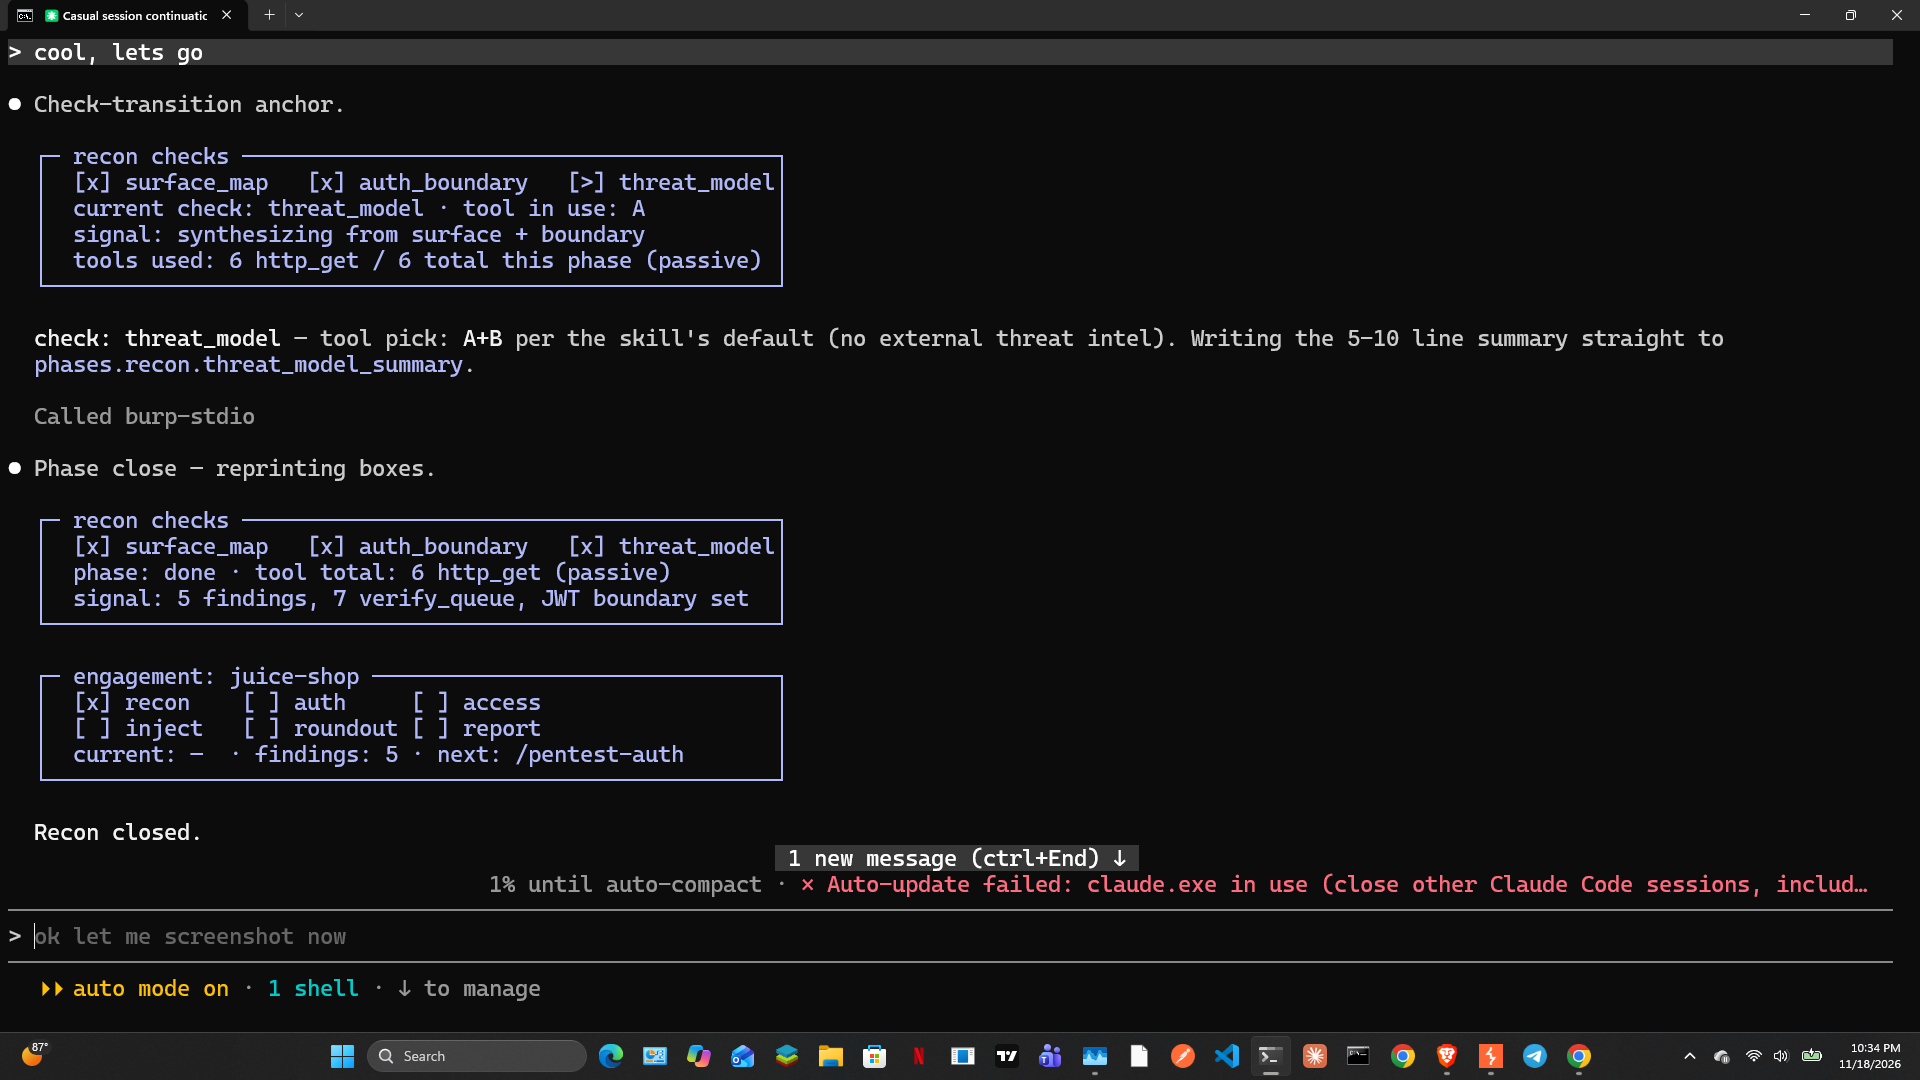 Casual session continuatic
> cool, lets go
● Check-transition anchor.
recon checks
[x] surface_map [x] auth_boundary [>] threat_model
current check: threat_model · tool in use: A
signal: synthesizing from surface + boundary
tools used: 6 http_get / 6 total this phase (passive)
check: threat_model — tool pick: A+B per the skill's default (no external threat intel). Writing the 5-10 line summary straight to
phases.recon.threat_model_summary.
Called burp-stdio
● Phase close — reprinting boxes.
recon checks
[x] surface_map [x] auth_boundary [x] threat_model
phase: done · tool total: 6 http_get (passive)
signal: 5 findings, 7 verify_queue, JWT boundary set
engagement: juice-shop
[x] recon [ ] auth [ ] access
[ ] inject [ ] roundout [ ] report
current: — · findings: 5 · next: /pentest-auth
Recon closed.
1 new message (ctrl+End) ↓
1% until auto-compact · × Auto-update failed: claude.exe in use (close other Claude Code sessions, includ…
> ok let me screenshot now
auto mode on · 1 shell · ↓ to manage
87°
Search
10:34 PM
11/18/2026